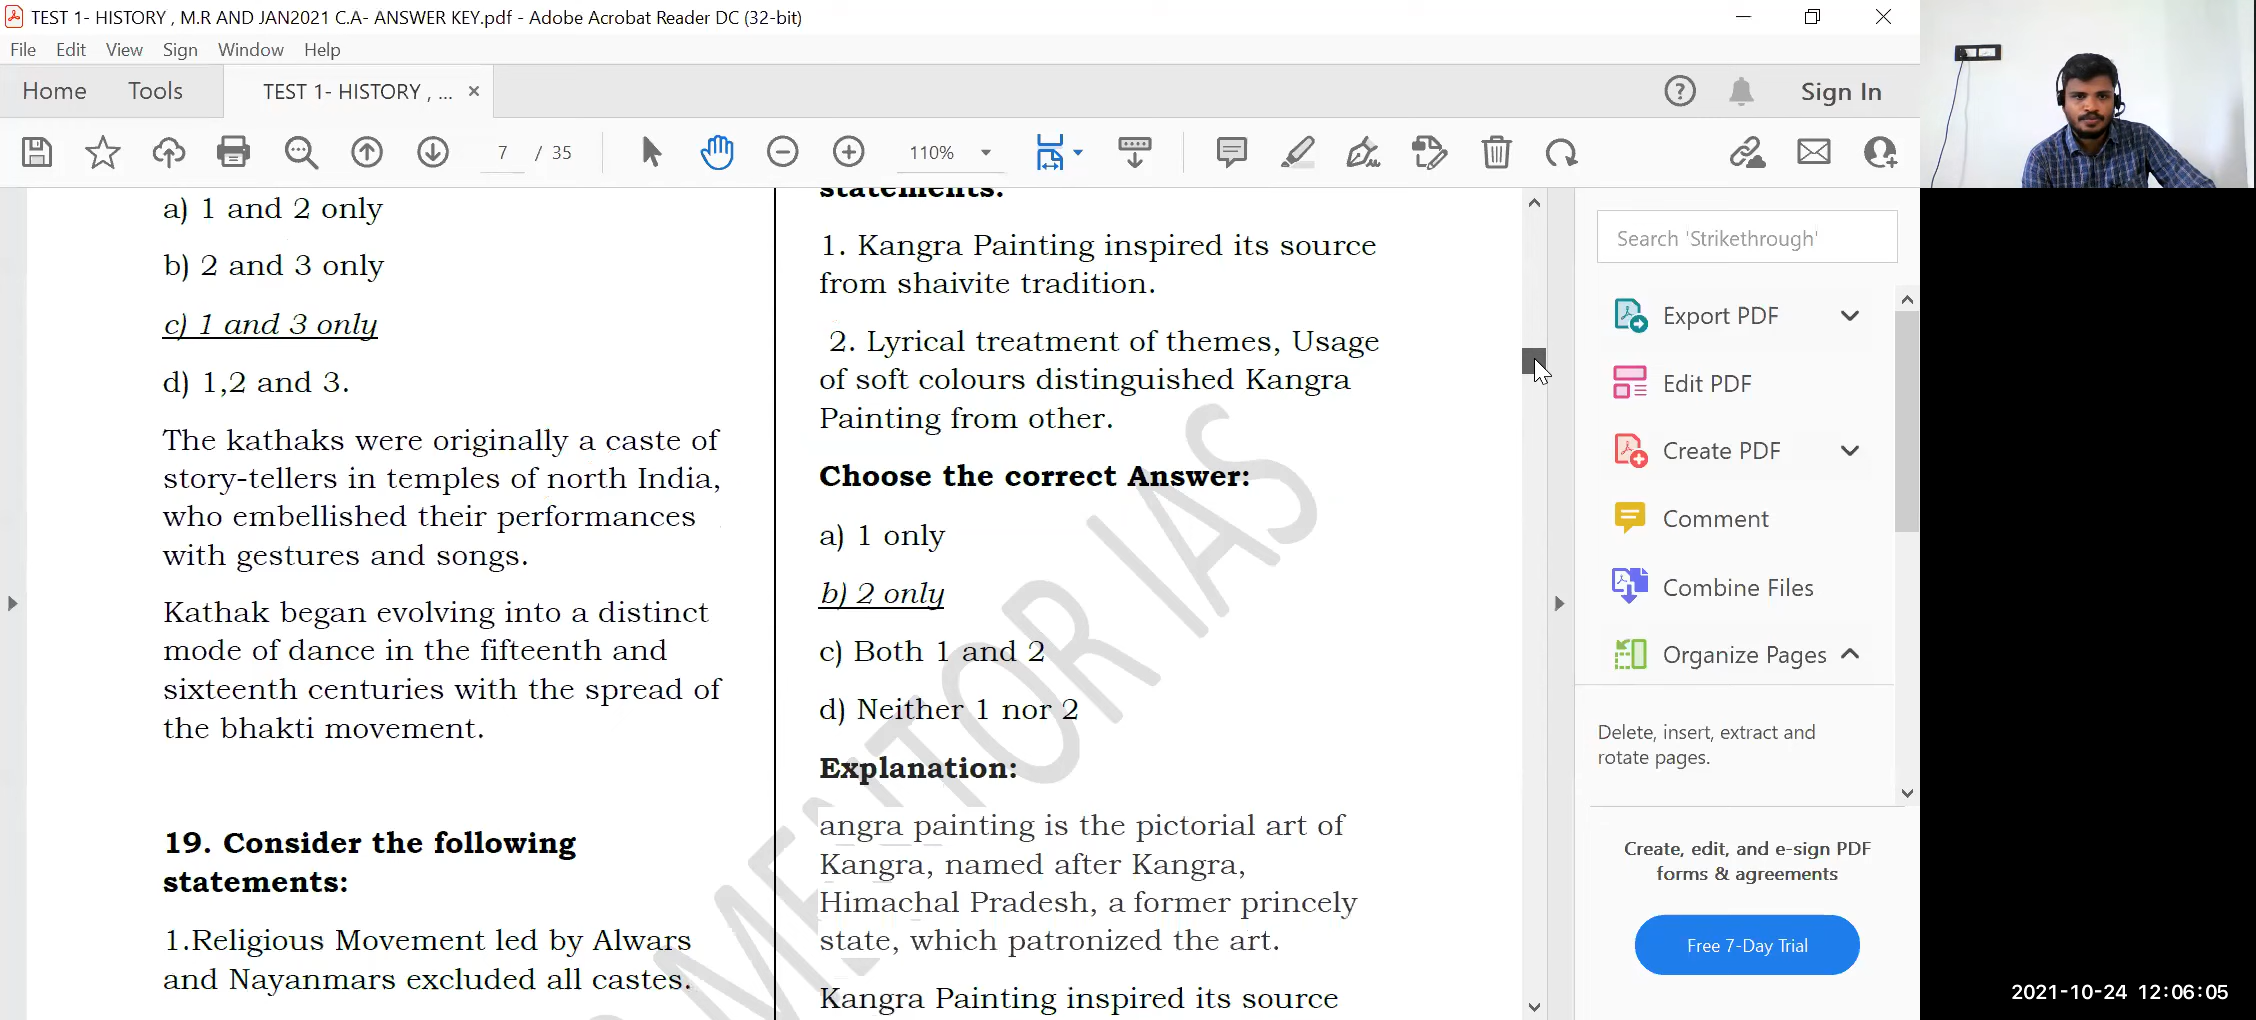 TEST 1- HISTORY , M.R AND JAN2021 C.A- ANSWER KEY.pdf - Adobe Acrobat Reader DC (32-bit)
File Edit View Sign Window Help
Home Tools TEST 1- HISTORY , ... × Sign In
7 / 35 110%
a) 1 and 2 only
b) 2 and 3 only
c) 1 and 3 only
d) 1,2 and 3.
The kathaks were originally a caste of
story-tellers in temples of north India,
who embellished their performances
with gestures and songs.
Kathak began evolving into a distinct
mode of dance in the fifteenth and
sixteenth centuries with the spread of
the bhakti movement.
19. Consider the following
statements:
1.Religious Movement led by Alwars
and Nayanmars excluded all castes.
statements:
1. Kangra Painting inspired its source
from shaivite tradition.
2. Lyrical treatment of themes, Usage
of soft colours distinguished Kangra
Painting from other.
Choose the correct Answer:
a) 1 only
b) 2 only
c) Both 1 and 2
d) Neither 1 nor 2
Explanation:
angra painting is the pictorial art of
Kangra, named after Kangra,
Himachal Pradesh, a former princely
state, which patronized the art.
Kangra Painting inspired its source
MENTOR IAS
Search 'Strikethrough'
Export PDF
Edit PDF
Create PDF
Comment
Combine Files
Organize Pages
Delete, insert, extract and
rotate pages.
Create, edit, and e-sign PDF
forms & agreements
Free 7-Day Trial
2021-10-24 12:06:05